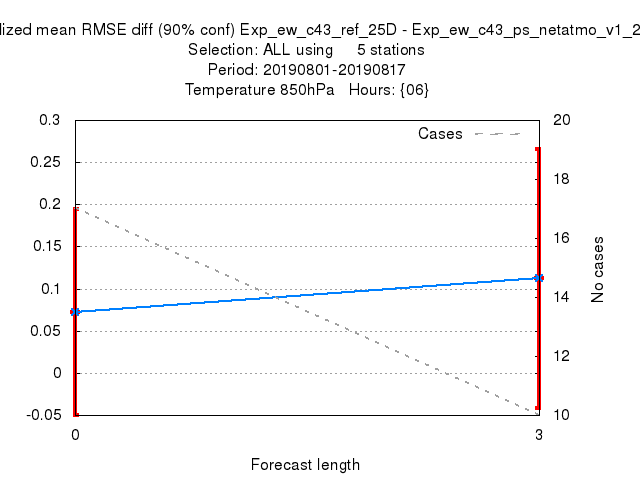 lized mean RMSE diff (90% conf) Exp_ew_c43_ref_25D - Exp_ew_c43_ps_netatmo_v1_2
Selection: ALL using 5 stations
Period: 20190801-20190817
Temperature 850hPa Hours: {06}
Cases
0.3
0.25
0.2
0.15
0.1
0.05
0
-0.05
20
18
16
14
12
10
No cases
0 3
Forecast length